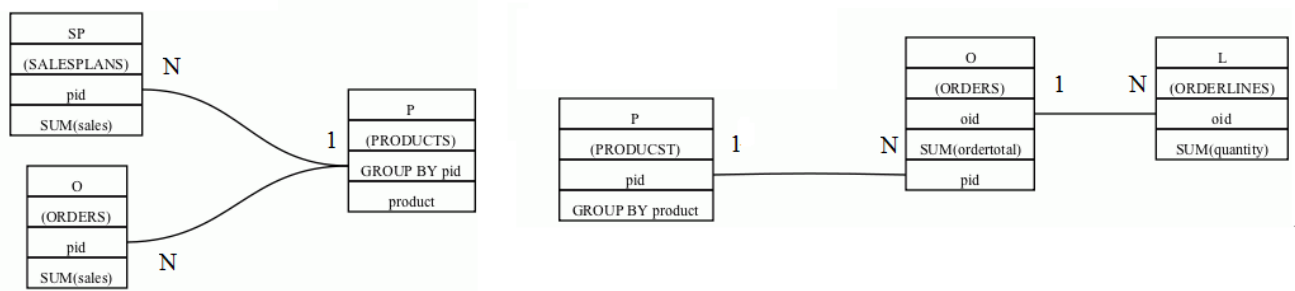 SP
(SALESPLANS)
pid
SUM(sales)
N
O
(ORDERS)
pid
SUM(sales)
N
1
P
(PRODUCTS)
GROUP BY pid
product
P
(PRODUCST)
pid
GROUP BY product
1
N
O
(ORDERS)
oid
SUM(ordertotal)
pid
1
N
L
(ORDERLINES)
oid
SUM(quantity)